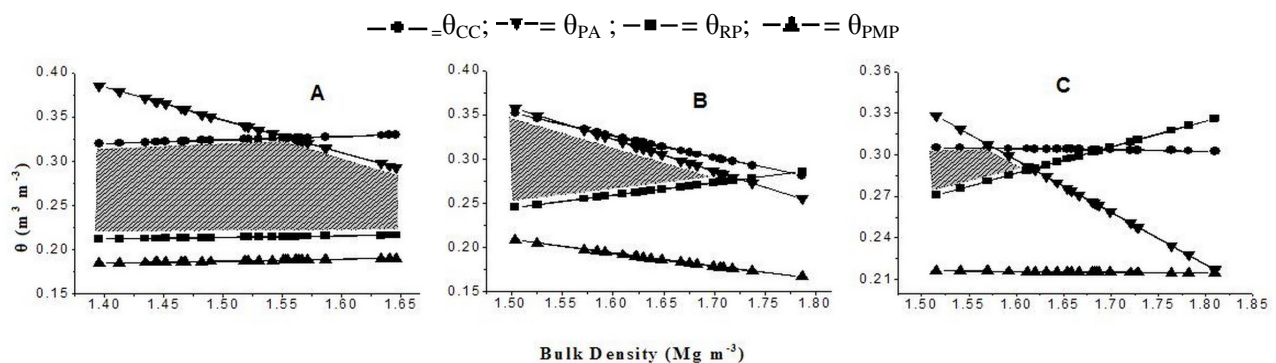 =θCC; = θPA ; = θRP; = θPMP
A
B
C
θ (m³ m⁻³)
0.40
0.35
0.30
0.25
0.20
0.15
1.40 1.45 1.50 1.55 1.60 1.65
0.40
0.35
0.30
0.25
0.20
0.15
1.50 1.55 1.60 1.65 1.70 1.75 1.80
0.36
0.33
0.30
0.27
0.24
0.21
1.50 1.55 1.60 1.65 1.70 1.75 1.80 1.85
Bulk Density (Mg m⁻³)